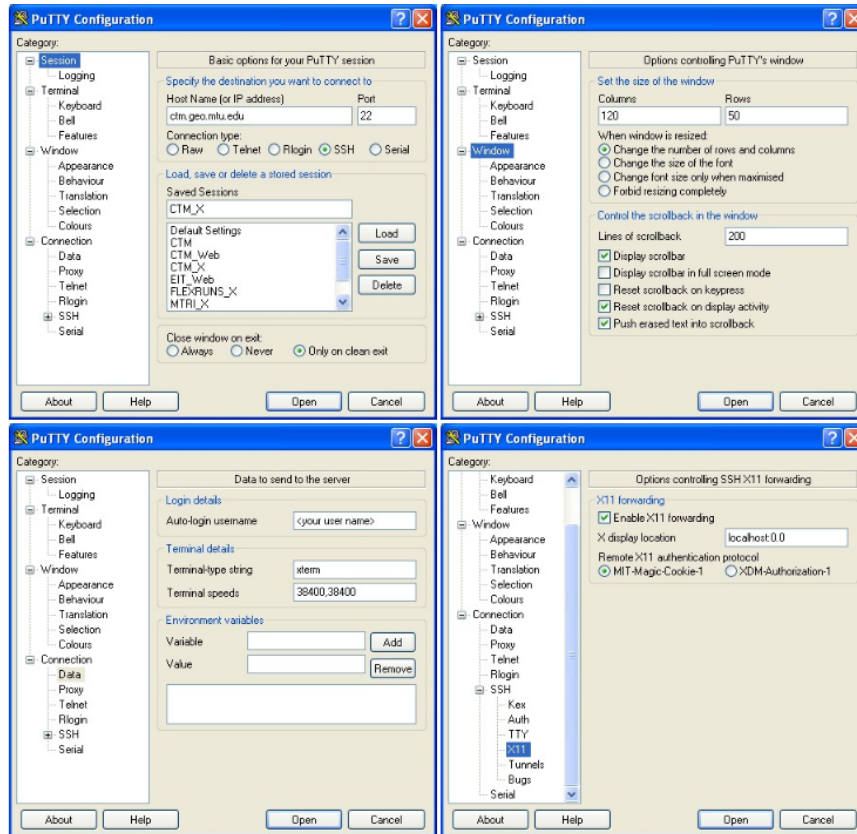 PuTTY Configuration
Category:
Session
Logging
Terminal
Keyboard
Bell
Features
Window
Appearance
Behaviour
Translation
Selection
Colours
Connection
Data
Proxy
Telnet
Rlogin
SSH
Serial
Basic options for your PuTTY session
Specify the destination you want to connect to
Host Name (or IP address) Port
ctm.geo.mtu.edu 22
Connection type:
Raw Telnet Rlogin SSH Serial
Load, save or delete a stored session
Saved Sessions
CTM_X
Default Settings
CTM
CTM_Web
CTM_X
EIT_Web
FLEXRUNS_X
MTRI_X
Load
Save
Delete
Close window on exit:
Always Never Only on clean exit
About Help Open Cancel
PuTTY Configuration
Category:
Session
Logging
Terminal
Keyboard
Bell
Features
Window
Appearance
Behaviour
Translation
Selection
Colours
Connection
Data
Proxy
Telnet
Rlogin
SSH
Serial
Options controlling PuTTY's window
Set the size of the window
Columns Rows
120 50
When window is resized:
Change the number of rows and columns
Change the size of the font
Change font size only when maximised
Forbid resizing completely
Control the scrollback in the window
Lines of scrollback 200
Display scrollbar
Display scrollbar in full screen mode
Reset scrollback on keypress
Reset scrollback on display activity
Push erased text into scrollback
About Help Open Cancel
PuTTY Configuration
Category:
Session
Logging
Terminal
Keyboard
Bell
Features
Window
Appearance
Behaviour
Translation
Selection
Colours
Connection
Data
Proxy
Telnet
Rlogin
SSH
Serial
Data to send to the server
Login details
Auto-login username <your user name>
Terminal details
Terminal-type string xterm
Terminal speeds 38400,38400
Environment variables
Variable Add
Value Remove
About Help Open Cancel
PuTTY Configuration
Category:
Keyboard
Bell
Features
Window
Appearance
Behaviour
Translation
Selection
Colours
Connection
Data
Proxy
Telnet
Rlogin
SSH
Kex
Auth
TTY
X11
Tunnels
Bugs
Serial
Options controlling SSH X11 forwarding
X11 forwarding
Enable X11 forwarding
X display location localhost:0.0
Remote X11 authentication protocol
MIT-Magic-Cookie-1 XDM-Authorization-1
About Help Open Cancel